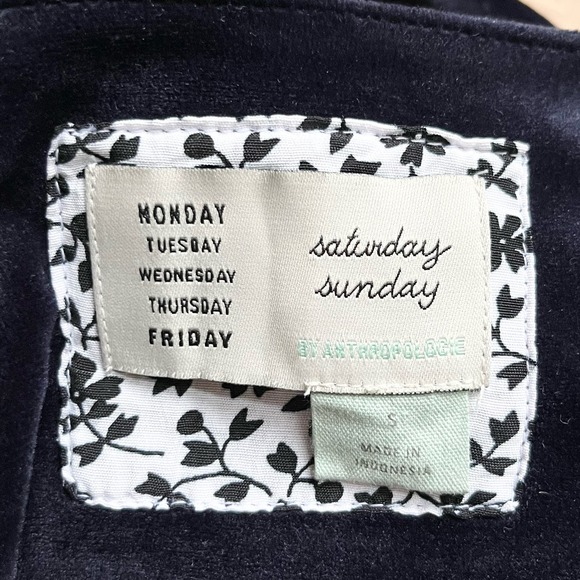 MONDAY
TUESDAY
WEDNESDAY
THURSDAY
FRIDAY
saturday
sunday
BY ANTHROPOLOGIE
S
MADE IN
INDONESIA